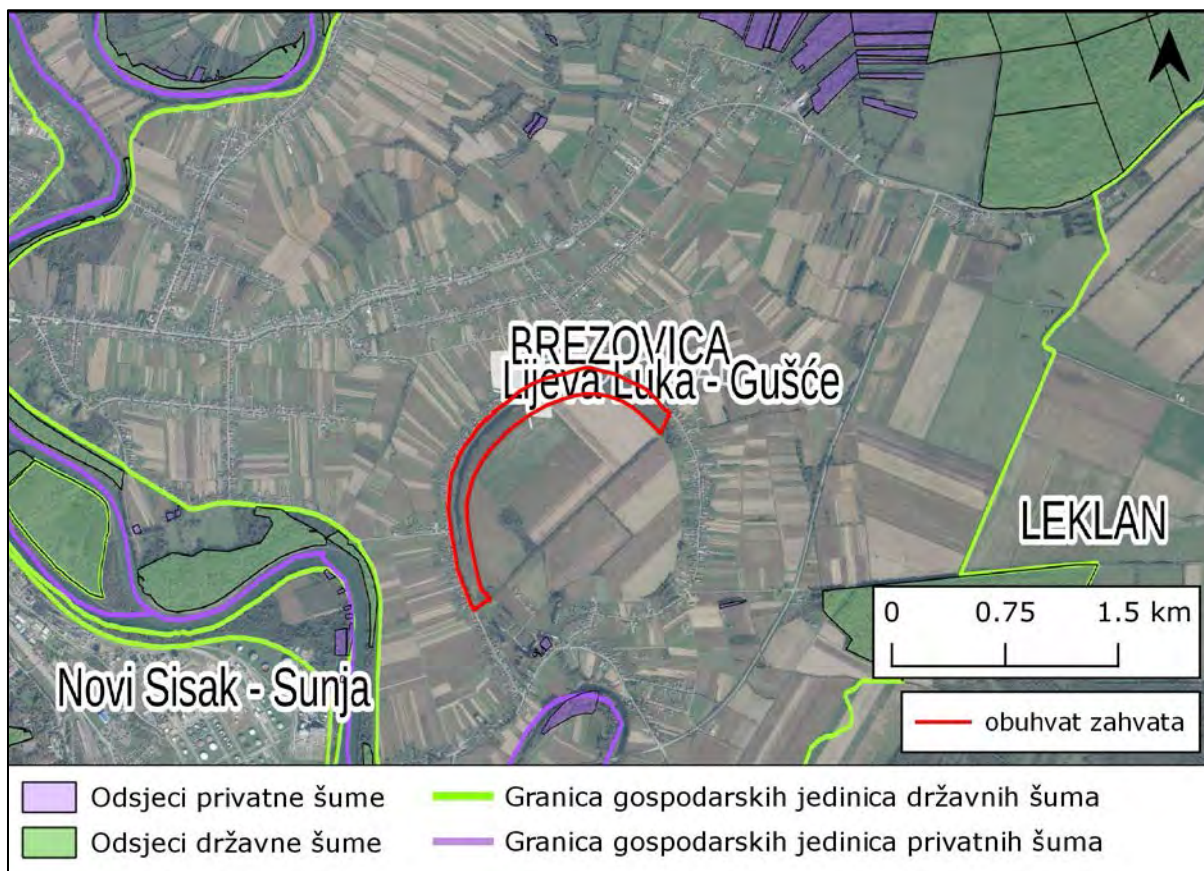 BREZOVICA
Lijeva Luka - Gušće
LEKLAN
Novi Sisak - Sunja
0 0.75 1.5 km
obuhvat zahvata
Odsjeci privatne šume
Odsjeci državne šume
Granica gospodarskih jedinica državnih šuma
Granica gospodarskih jedinica privatnih šuma